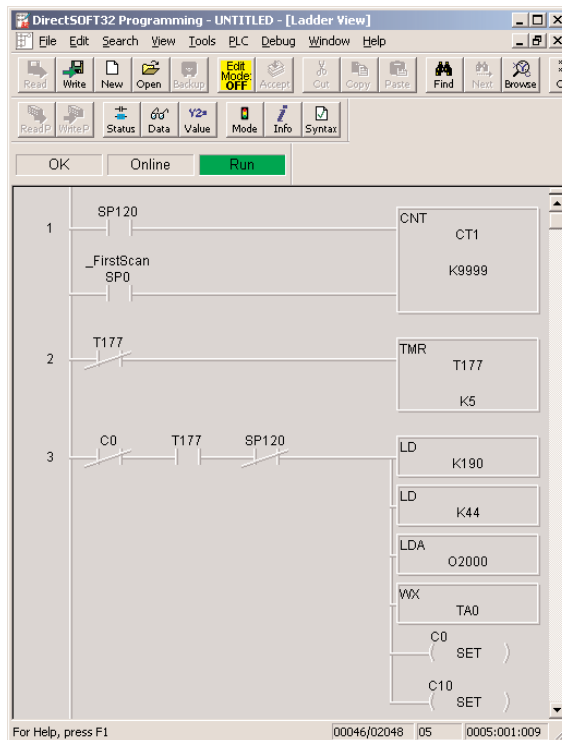 DirectSOFT32 Programming - UNTITLED - [Ladder View]
File Edit Search View Tools PLC Debug Window Help
Read Write New Open Backup Edit Mode: OFF Accept Cut Copy Paste Find Next Browse
ReadP WriteP Status Data Value Mode Info Syntax
OK Online Run
SP120
1
CNT
CT1
_FirstScan
SP0
K9999
T177
2
TMR
T177
K5
C0 T177 SP120
3
LD
K190
LD
K44
LDA
O2000
WX
TA0
C0
SET
C10
SET
For Help, press F1 00046/02048 05 0005:001:009